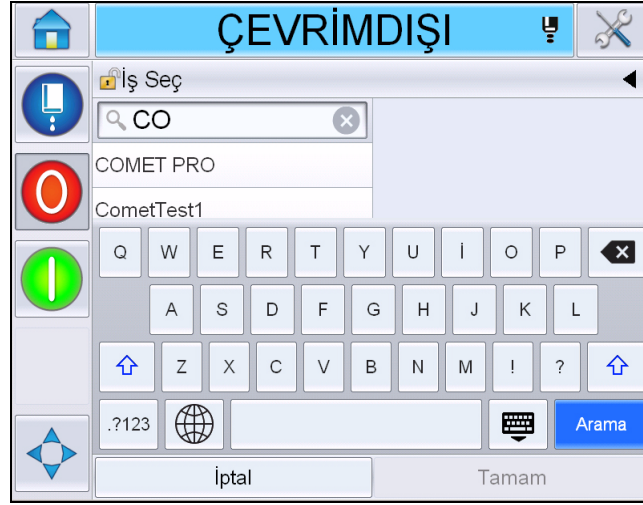 ÇEVRİMDIŞI
İş Seç
CO
COMET PRO
CometTest1
Q W E R T Y U İ O P
A S D F G H J K L
Z X C V B N M ! ?
.?123 Arama
İptal Tamam